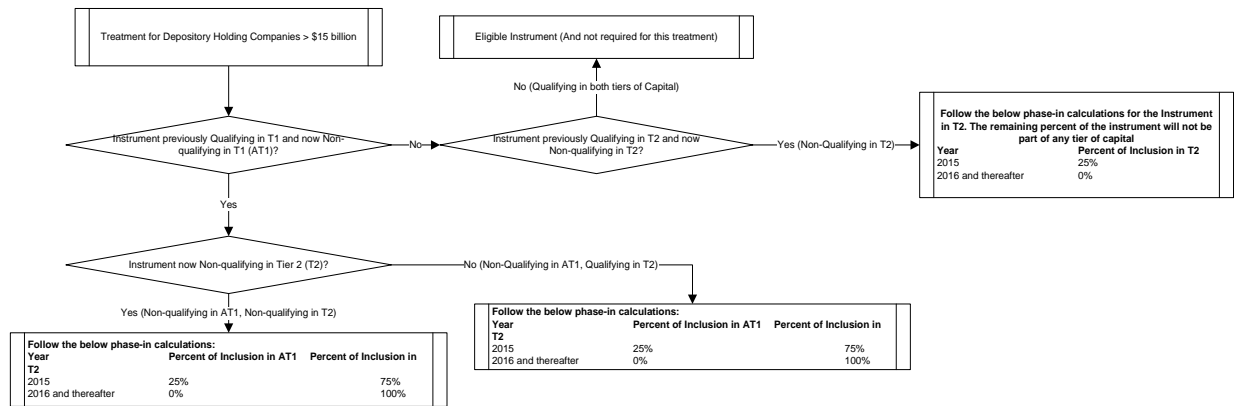 Treatment for Depository Holding Companies > $15 billion
Eligible Instrument (And not required for this treatment)
No (Qualifying in both tiers of Capital)
Instrument previously Qualifying in T1 and now Non-
qualifying in T1 (AT1)?
No
Instrument previously Qualifying in T2 and now
Non-qualifying in T2?
Yes (Non-Qualifying in T2)
Follow the below phase-in calculations for the Instrument
in T2. The remaining percent of the instrument will not be
part of any tier of capital
Year Percent of Inclusion in T2
2015 25%
2016 and thereafter 0%
Yes
Instrument now Non-qualifying in Tier 2 (T2)?
No (Non-Qualifying in AT1, Qualifying in T2)
Yes (Non-qualifying in AT1, Non-qualifying in T2)
Follow the below phase-in calculations:
Year Percent of Inclusion in AT1 Percent of Inclusion in
T2
2015 25% 75%
2016 and thereafter 0% 100%
Follow the below phase-in calculations:
Year Percent of Inclusion in AT1 Percent of Inclusion in
T2
2015 25% 75%
2016 and thereafter 0% 100%